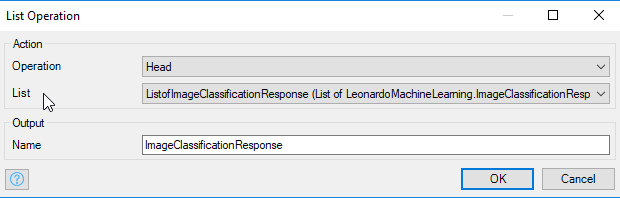 List Operation
Action
Operation
Head
List
ListofImageClassificationResponse (List of LeonardoMachineLearning.ImageClassificationResp
Output
Name
ImageClassificationResponse
?
OK
Cancel